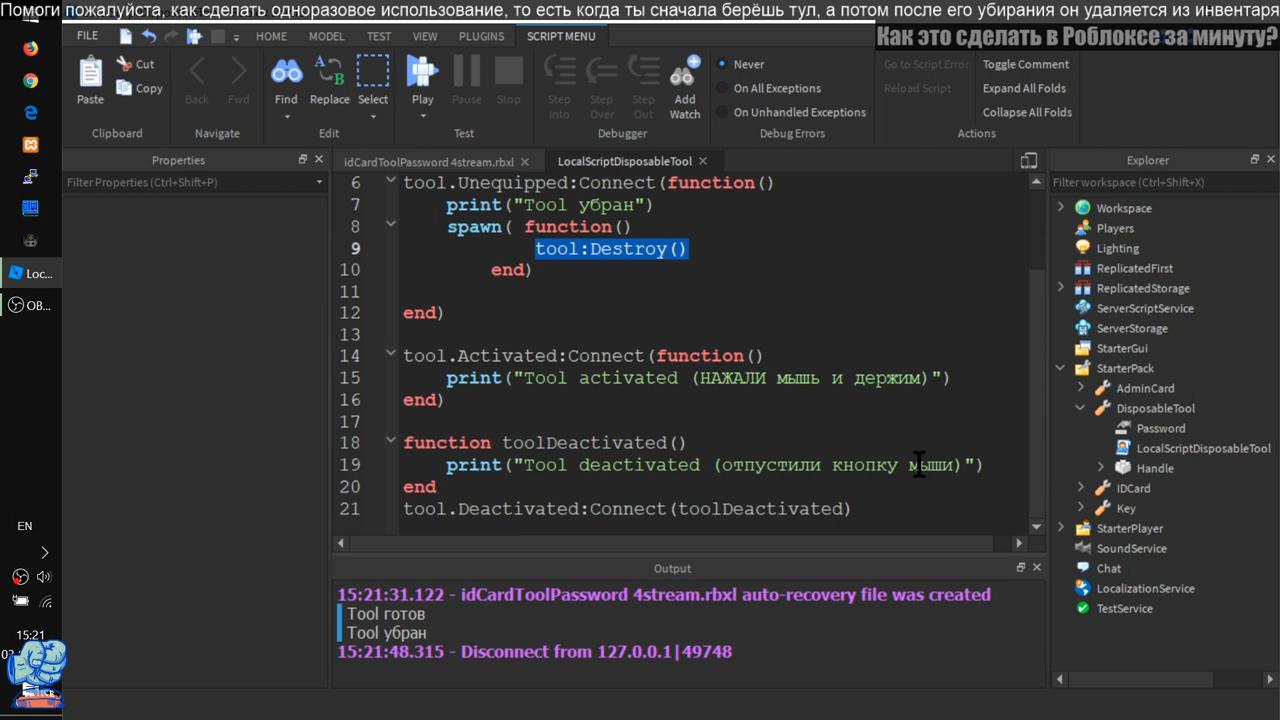 Помоги пожалуйста, как сделать одноразовое использование, то есть когда ты сначала берёшь тул, а потом после его убирания он удаляется из инвентаря
Как это сделать в Роблоксе за минуту?
FILE HOME MODEL TEST VIEW PLUGINS SCRIPT MENU
Paste Cut Copy
Clipboard
Back Fwd
Navigate
Find Replace Select
Edit
Play Pause Stop
Test
Step Into Step Over Step Out Add Watch
Debugger
Never
On All Exceptions
On Unhandled Exceptions
Debug Errors
Go to Script Error Toggle Comment
Reload Script Expand All Folds
Collapse All Folds
Actions
Properties
Filter Properties (Ctrl+Shift+P)
idCardToolPassword 4stream.rbxl LocalScriptDisposableTool
6 tool.Unequipped:Connect(function()
7 print("Tool убран")
8 spawn( function()
9 tool:Destroy()
10 end)
11
12 end)
13
14 tool.Activated:Connect(function()
15 print("Tool activated (НАЖАЛИ мышь и держим)")
16 end)
17
18 function toolDeactivated()
19 print("Tool deactivated (отпустили кнопку мыши)")
20 end
21 tool.Deactivated:Connect(toolDeactivated)
Output
15:21:31.122 - idCardToolPassword 4stream.rbxl auto-recovery file was created
Tool готов
Tool убран
15:21:48.315 - Disconnect from 127.0.0.1|49748
Explorer
Filter workspace (Ctrl+Shift+X)
Workspace
Players
Lighting
ReplicatedFirst
ReplicatedStorage
ServerScriptService
ServerStorage
StarterGui
StarterPack
AdminCard
DisposableTool
Password
LocalScriptDisposableTool
Handle
IDCard
Key
StarterPlayer
SoundService
Chat
LocalizationService
TestService
Loc...
OB...
EN
15:21